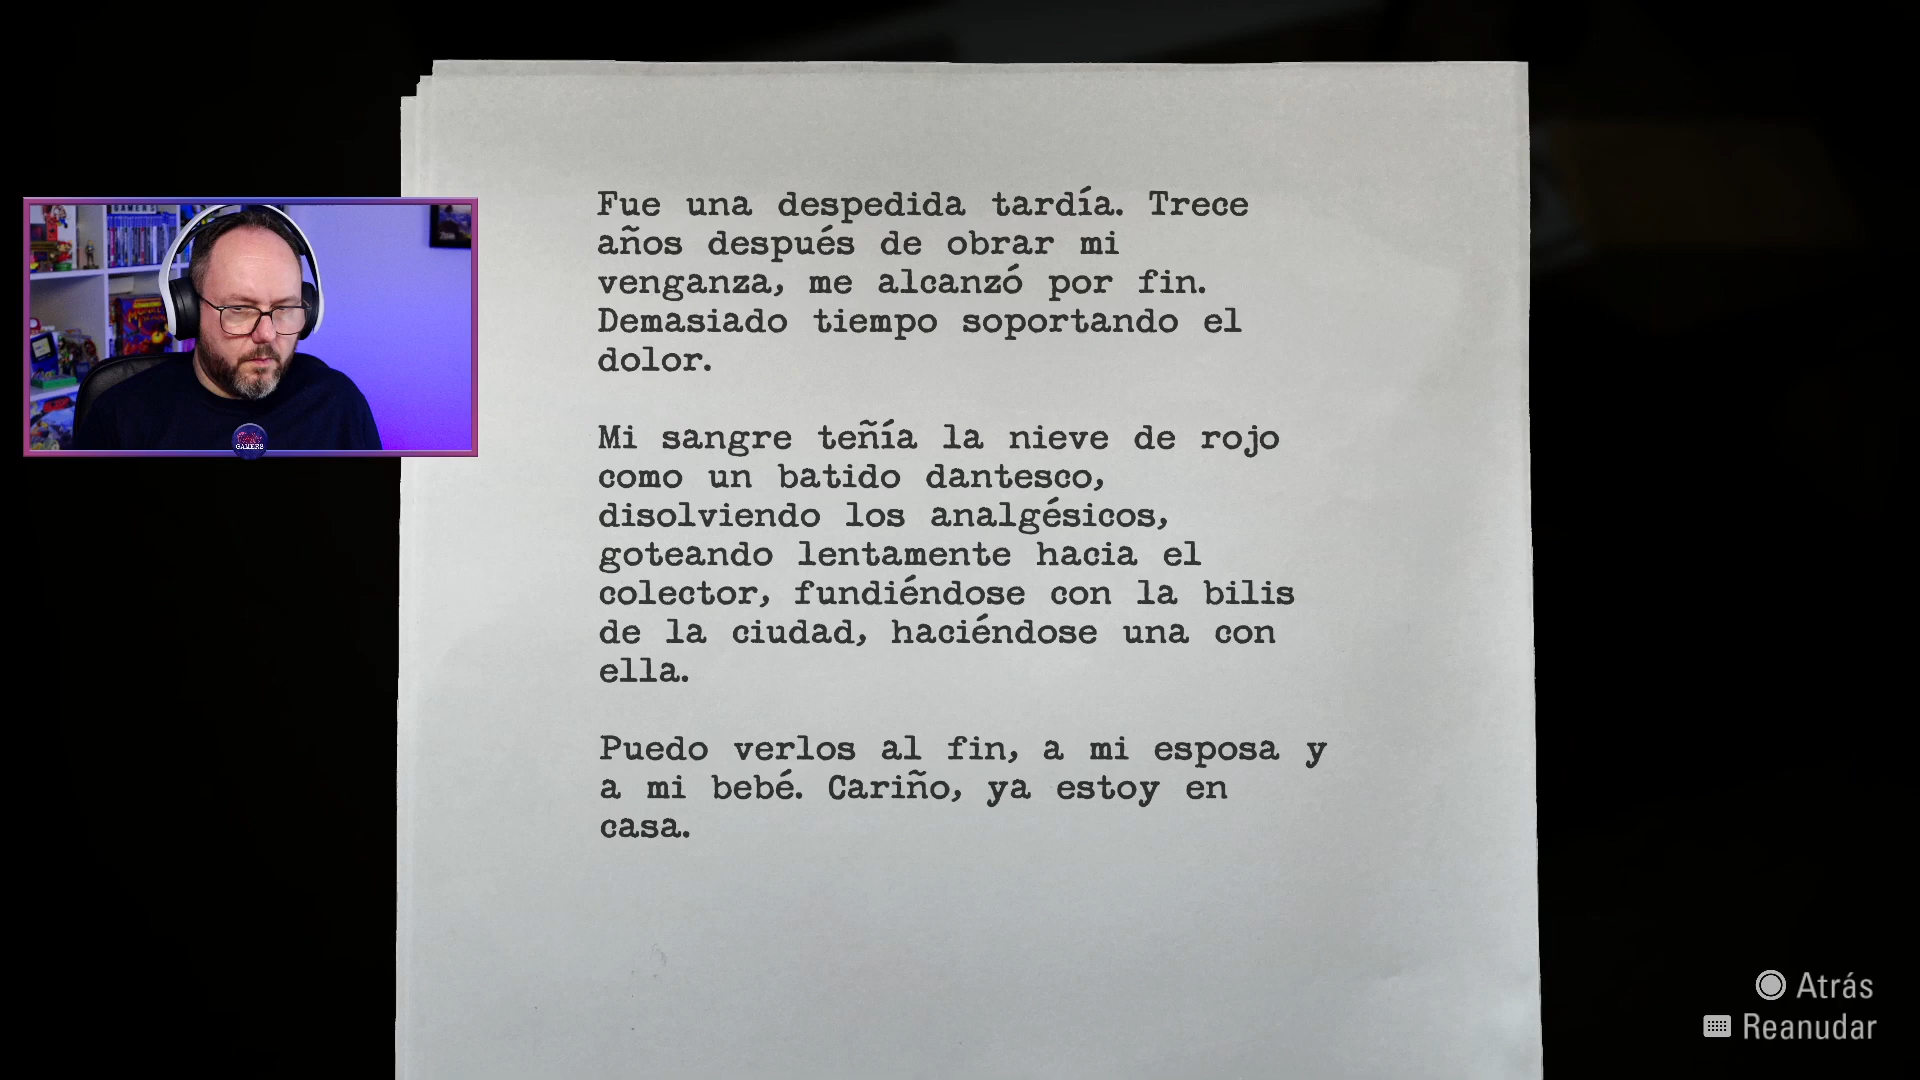 Fue una despedida tardía. Trece
años después de obrar mi
venganza, me alcanzó por fin.
Demasiado tiempo soportando el
dolor.
Mi sangre teñía la nieve de rojo
como un batido dantesco,
disolviendo los analgésicos,
goteando lentamente hacia el
colector, fundiéndose con la bilis
de la ciudad, haciéndose una con
ella.
Puedo verlos al fin, a mi esposa y
a mi bebé. Cariño, ya estoy en
casa.
GAMERS
Atrás
Reanudar